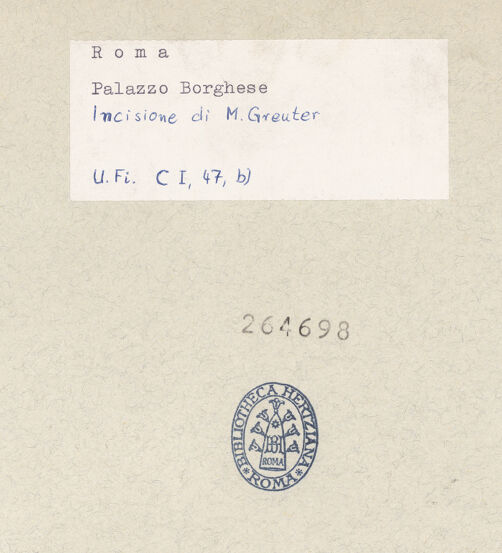 Roma
Palazzo Borghese
Incisione di M. Greuter
U. Fi. C I, 47, b)
264698
*BIBLIOTHECA HERTZIANA*
ROMA
ROMA